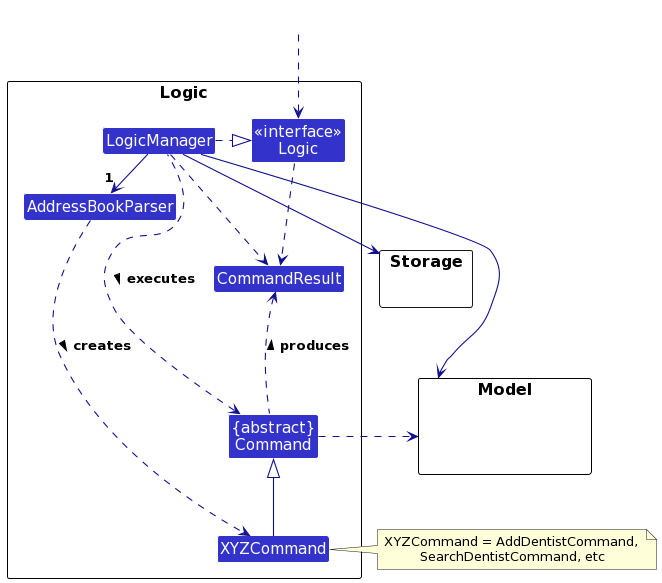 Logic
«interface»
Logic
LogicManager
1
AddressBookParser
Storage
CommandResult
executes
creates
produces
Model
{abstract}
Command
XYZCommand
XYZCommand = AddDentistCommand,
SearchDentistCommand, etc